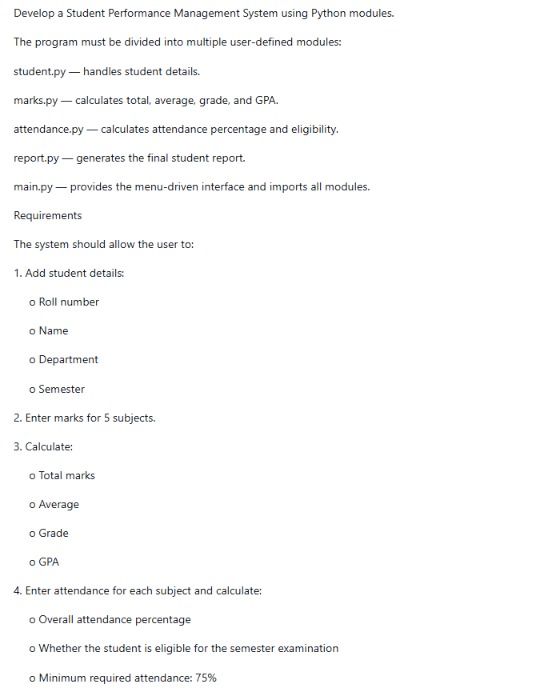 Develop a Student Performance Management System using Python modules.
The program must be divided into multiple user-defined modules:
student.py — handles student details.
marks.py — calculates total, average, grade, and GPA.
attendance.py — calculates attendance percentage and eligibility.
report.py — generates the final student report.
main.py — provides the menu-driven interface and imports all modules.
Requirements
The system should allow the user to:
1. Add student details:
o Roll number
o Name
o Department
o Semester
2. Enter marks for 5 subjects.
3. Calculate:
o Total marks
o Average
o Grade
o GPA
4. Enter attendance for each subject and calculate:
o Overall attendance percentage
o Whether the student is eligible for the semester examination
o Minimum required attendance: 75%